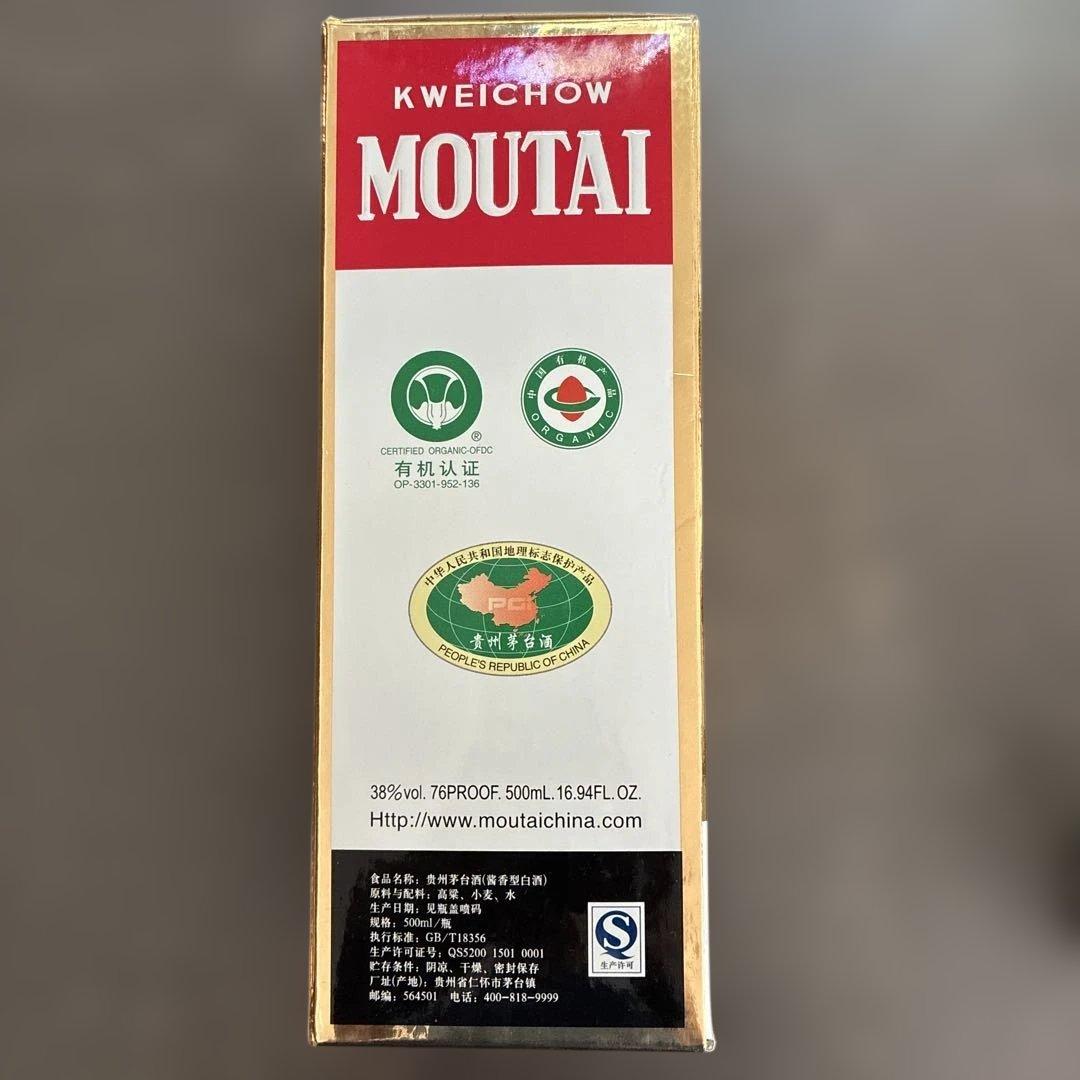 KWEICHOW
MOUTAI
®
CERTIFIED ORGANIC-OFDC
有机认证
OP-3301-952-136
中国有机产品
ORGANIC
中华人民共和国地理标志保护产品
PGI
贵州茅台酒
PEOPLE'S REPUBLIC OF CHINA
38%vol. 76PROOF. 500mL.16.94FL.OZ.
Http://www.moutaichina.com
食品名称：贵州茅台酒(酱香型白酒)
原料与配料：高粱、小麦、水
生产日期：见瓶盖喷码
规格：500ml/瓶
执行标准：GB/T18356
生产许可证号：QS5200 1501 0001
贮存条件：阴凉、干燥、密封保存
厂址(产地)：贵州省仁怀市茅台镇
邮编：564501 电话：400-818-9999
S
生产许可